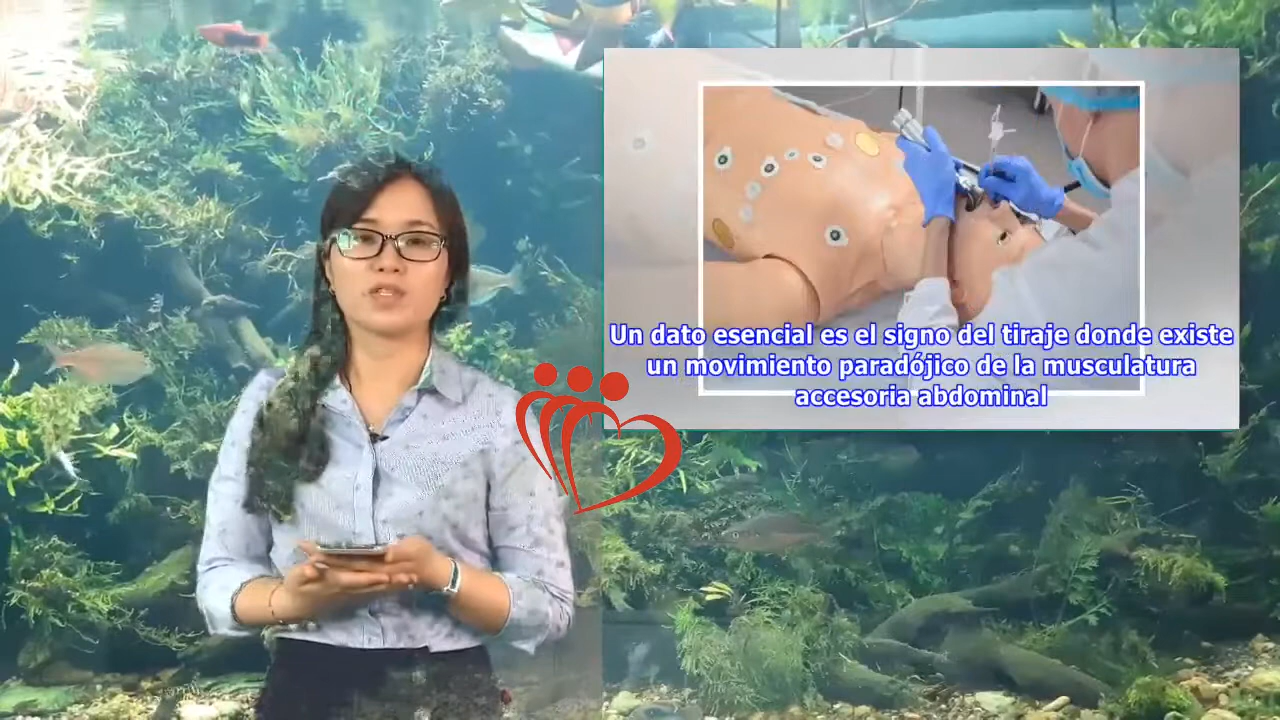 Un dato esencial es el signo del tiraje donde existe
un movimiento paradójico de la musculatura
accesoria abdominal